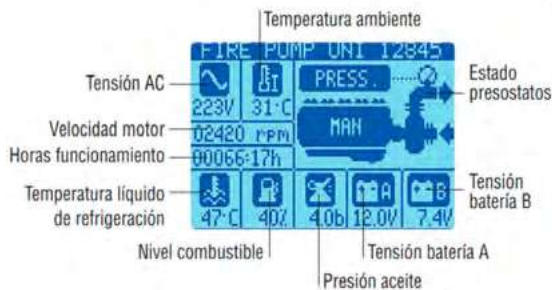 Temperatura ambiente
FIRE PUMP UNI 12845
Tensión AC
PRESS.
Estado
presostatos
223V 31°C
Velocidad motor
02420 rpm
MAN
Horas funcionamiento
00066:17h
Temperatura líquido
de refrigeración
A
B
Tensión
batería B
47°C 40% 4.0b 12.0V 7.4V
Nivel combustible
Tensión batería A
Presión aceite